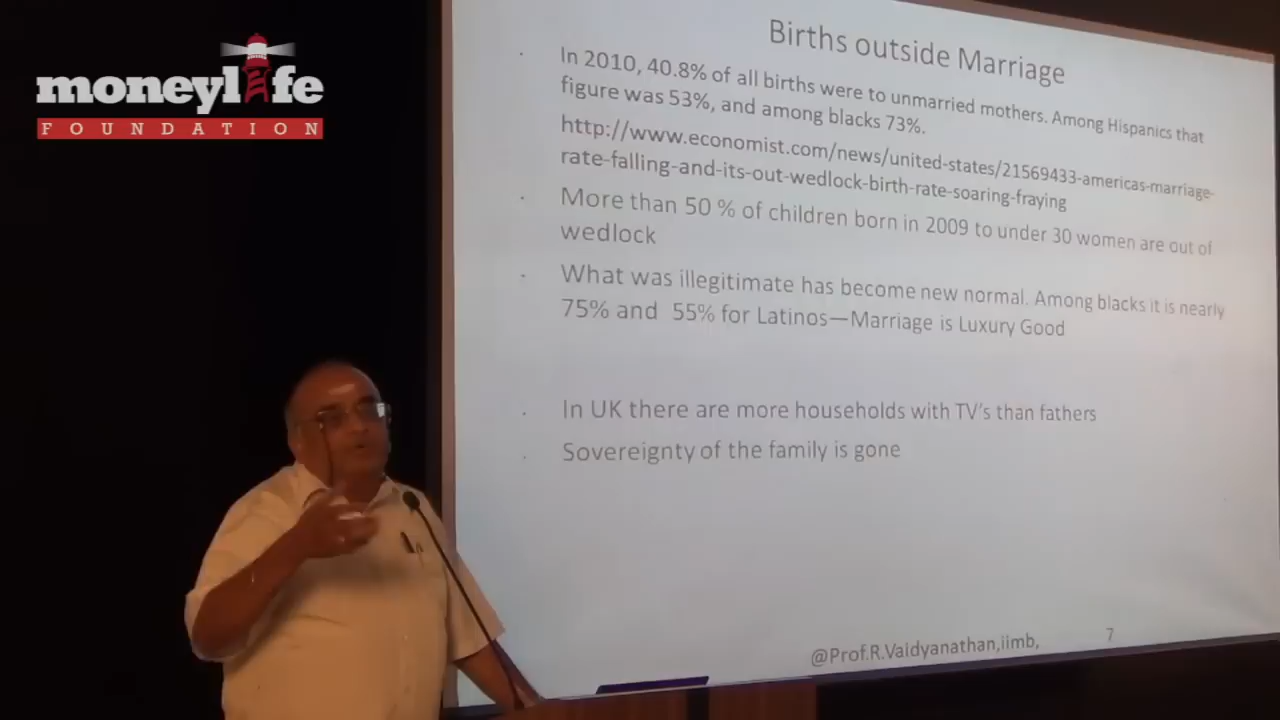 moneylife
FOUNDATION
Births outside Marriage
In 2010, 40.8% of all births were to unmarried mothers. Among Hispanics that
figure was 53%, and among blacks 73%.
http://www.economist.com/news/united-states/21569433-americas-marriage-
rate-falling-and-its-out-wedlock-birth-rate-soaring-fraying
More than 50 % of children born in 2009 to under 30 women are out of
wedlock
What was illegitimate has become new normal. Among blacks it is nearly
75% and 55% for Latinos—Marriage is Luxury Good
In UK there are more households with TV's than fathers
Sovereignty of the family is gone
@Prof.R.Vaidyanathan,iimb,
7